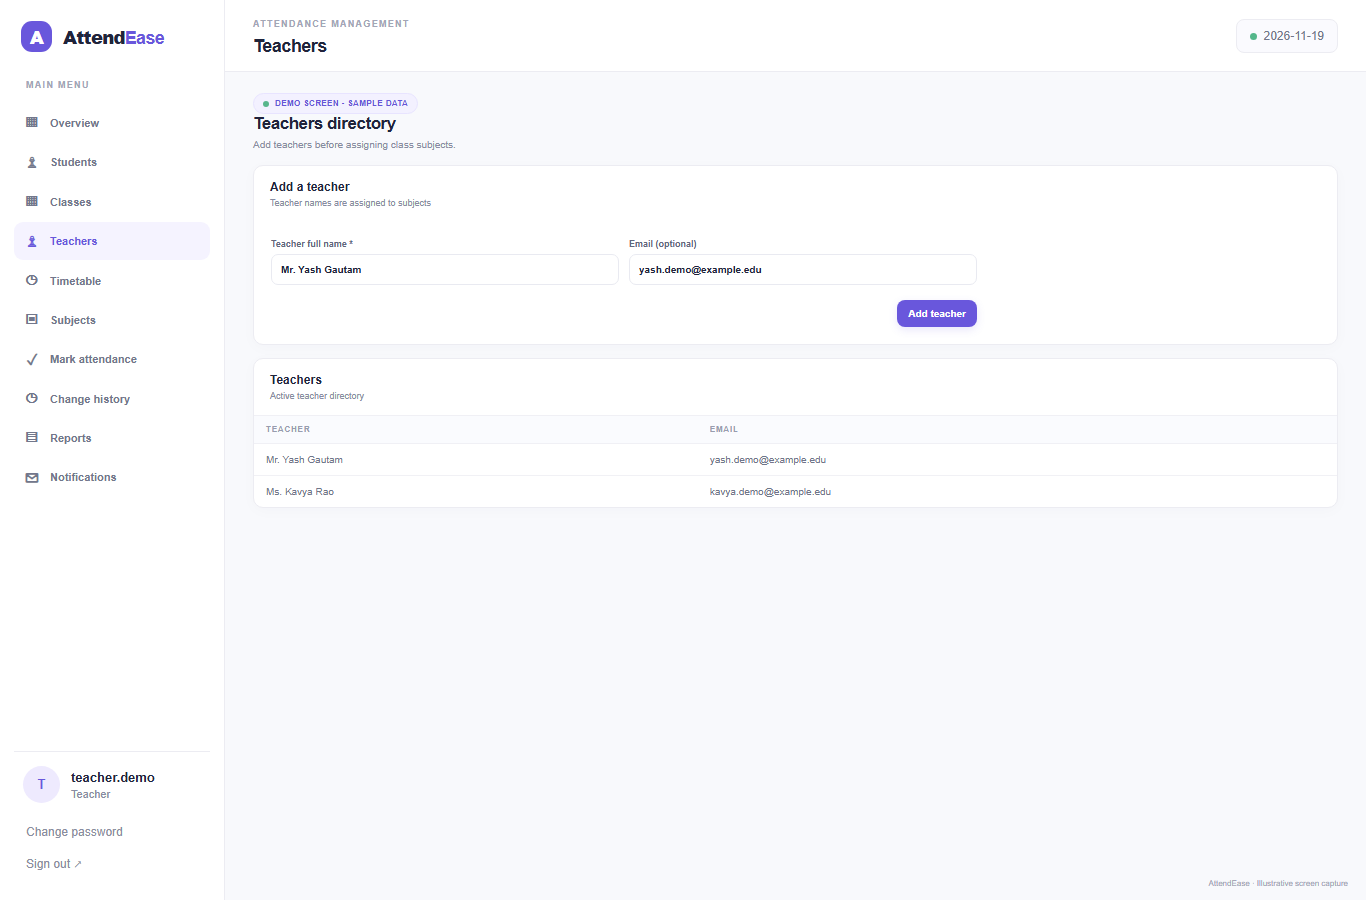 A AttendEase
MAIN MENU
Overview
Students
Classes
Teachers
Timetable
Subjects
Mark attendance
Change history
Reports
Notifications
T
teacher.demo
Teacher
Change password
Sign out ↗
ATTENDANCE MANAGEMENT
Teachers
2026-11-19
DEMO SCREEN - SAMPLE DATA
Teachers directory
Add teachers before assigning class subjects.
Add a teacher
Teacher names are assigned to subjects
Teacher full name * Email (optional)
Mr. Yash Gautam yash.demo@example.edu
Add teacher
Teachers
Active teacher directory
TEACHER EMAIL
Mr. Yash Gautam yash.demo@example.edu
Ms. Kavya Rao kavya.demo@example.edu
AttendEase · Illustrative screen capture